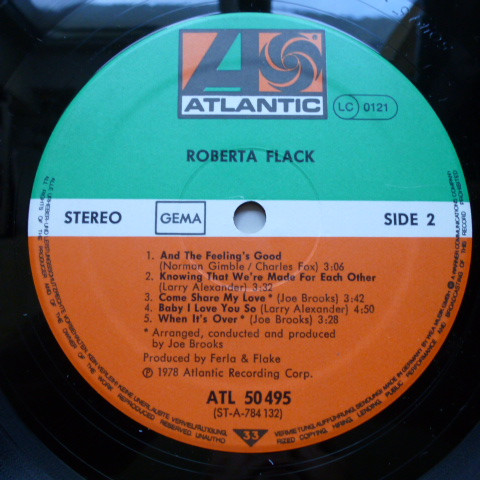 ATLANTIC
LC 0121
ROBERTA FLACK
STEREO GEMA SIDE 2
1. And The Feeling's Good
(Norman Gimble / Charles Fox) 3:06
2. Knowing That We're Made For Each Other
(Larry Alexander) 3:32
3. Come Share My Love* (Joe Brooks) 3:42
4. Baby I Love You So (Larry Alexander) 4:50
5. When It's Over* (Joe Brooks) 3:28
* Arranged, conducted and produced
by Joe Brooks
Produced by Ferla & Flake
℗ 1978 Atlantic Recording Corp.
ATL 50 495
(ST-A-784 132)
33